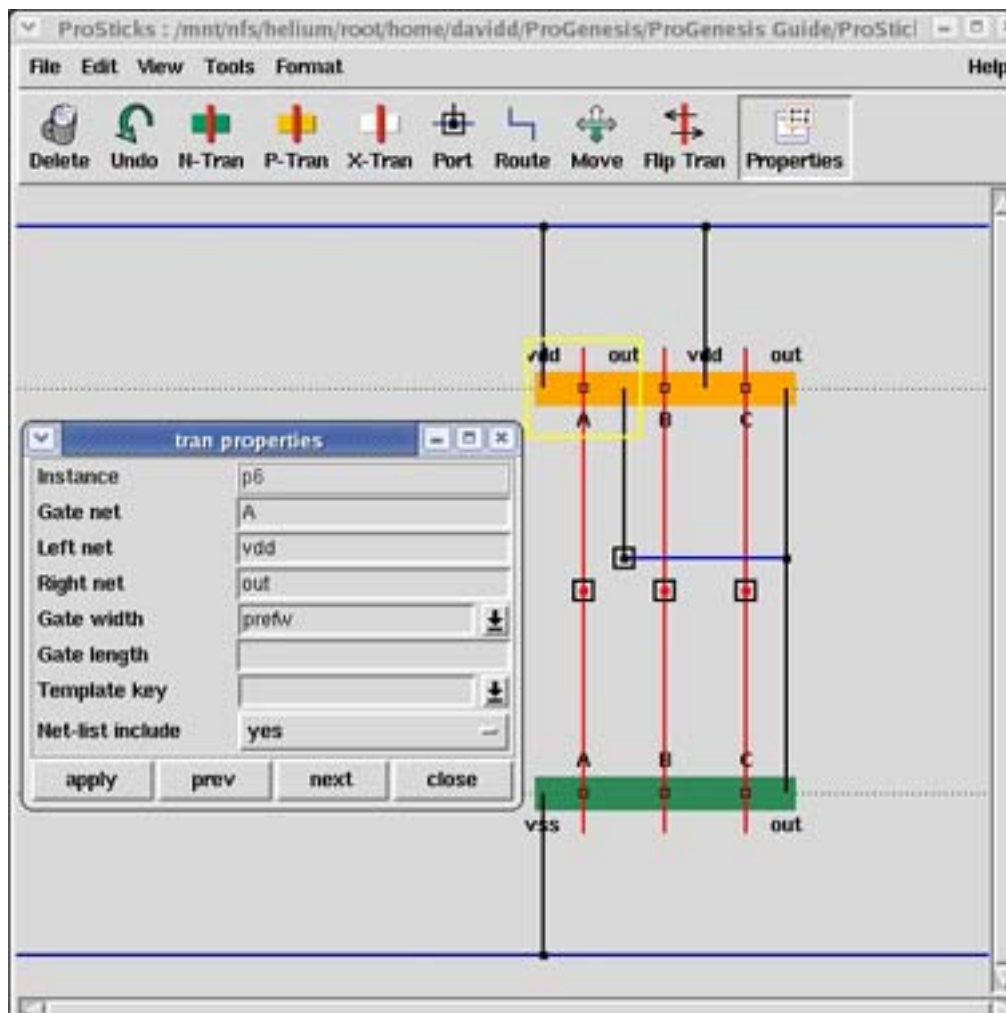 ProSticks : /mnt/nfs/helium/root/home/davidd/ProGenesis/ProGenesis Guide/ProStic
File Edit View Tools Format Help
Delete Undo N-Tran P-Tran X-Tran Port Route Move Flip Tran Properties
vdd out vdd out
A B C
tran properties
Instance p6
Gate net A
Left net vdd
Right net out
Gate width prefw
Gate length
Template key
Net-list include yes
apply prev next close
A B C
vss out